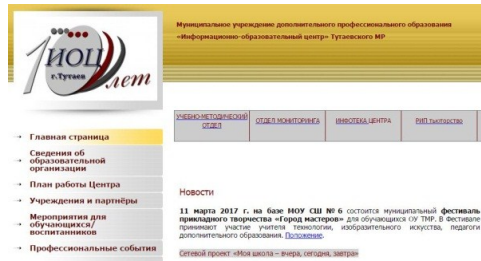 Муниципальное учреждение дополнительного профессионального образования
«Информационно-образовательный центр» Тутаевского МР
10
ИОЦ
г.Тутаев
лет
УЧЕБНО-МЕТОДИЧЕСКИЙ
ОТДЕЛ
ОТДЕЛ МОНИТОРИНГА
ИНФОТЕКА ЦЕНТРА
РИП тьюторство
Главная страница
Сведения об
образовательной
организации
План работы Центра
Учреждения и партнёры
Мероприятия для
обучающихся/
воспитанников
Профессиональные события
Новости
11 марта 2017 г. на базе МОУ СШ № 6 состоится муниципальный фестиваль
прикладного творчества «Город мастеров» для обучающихся ОУ ТМР. В Фестивале
принимают участие учителя технологии, изобразительного искусства, педагоги
дополнительного образования. Положение.
Сетевой проект «Моя школа – вчера, сегодня, завтра»